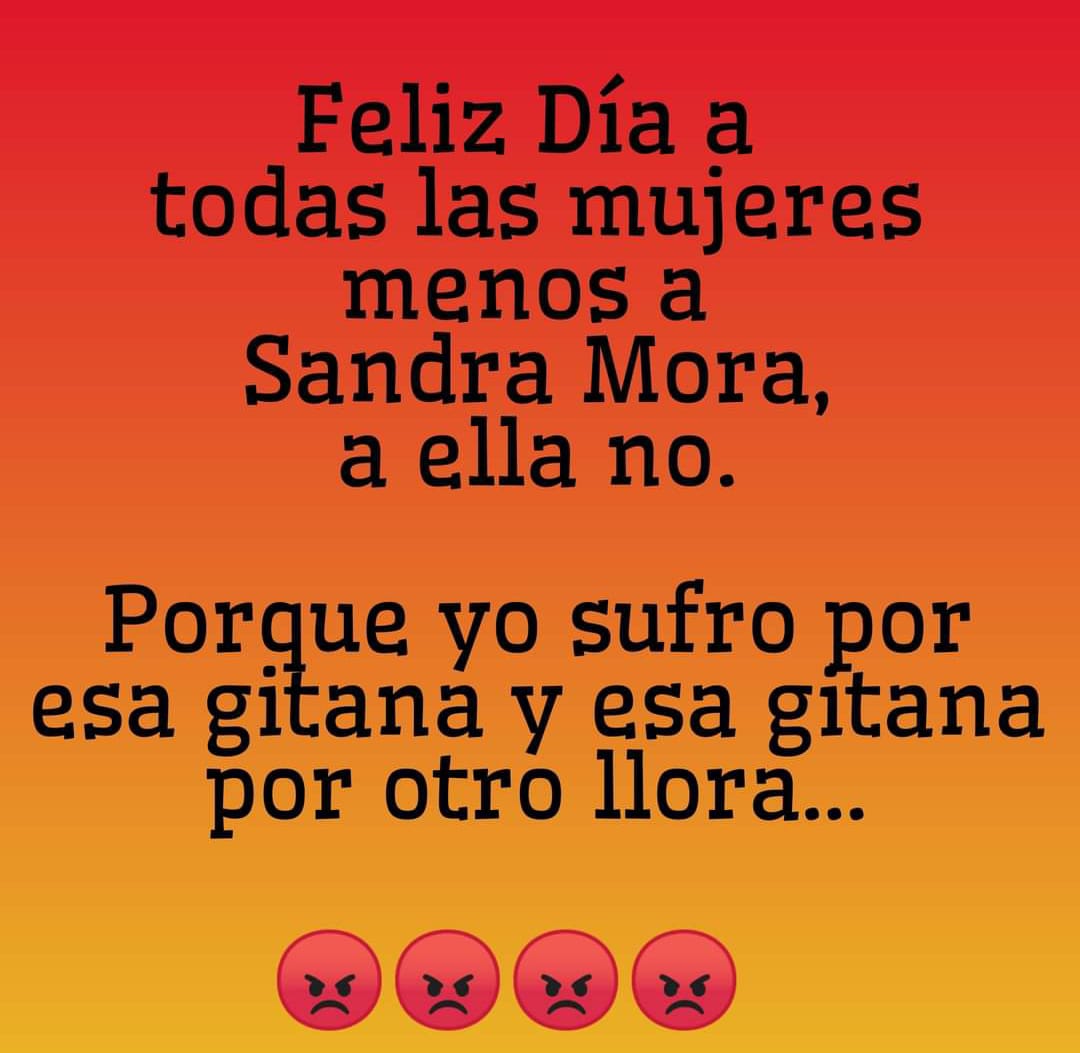 Feliz Día a
todas las mujeres
menos a
Sandra Mora,
a ella no.
Porque yo sufro por
esa gitana y esa gitana
por otro llora...
😡😡😡😡